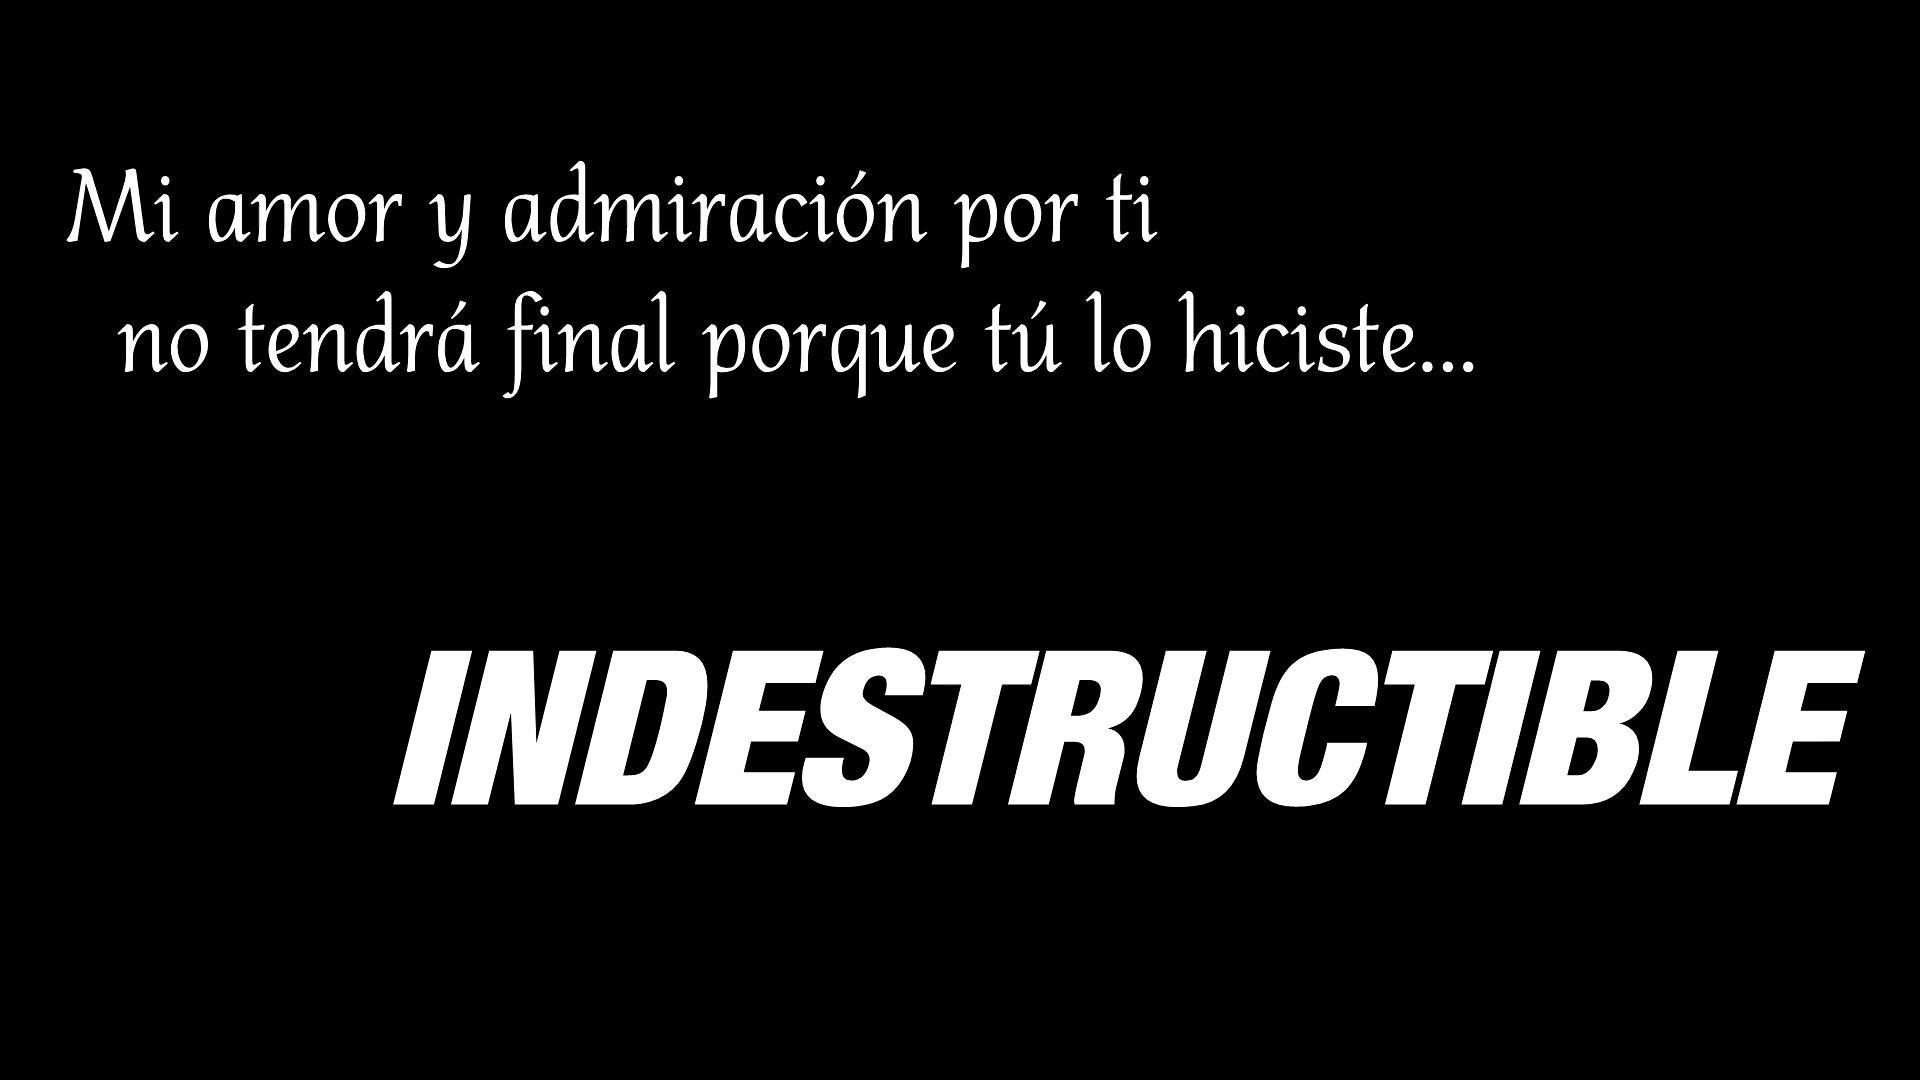 Mi amor y admiración por ti
no tendrá final porque tú lo hiciste...
INDESTRUCTIBLE